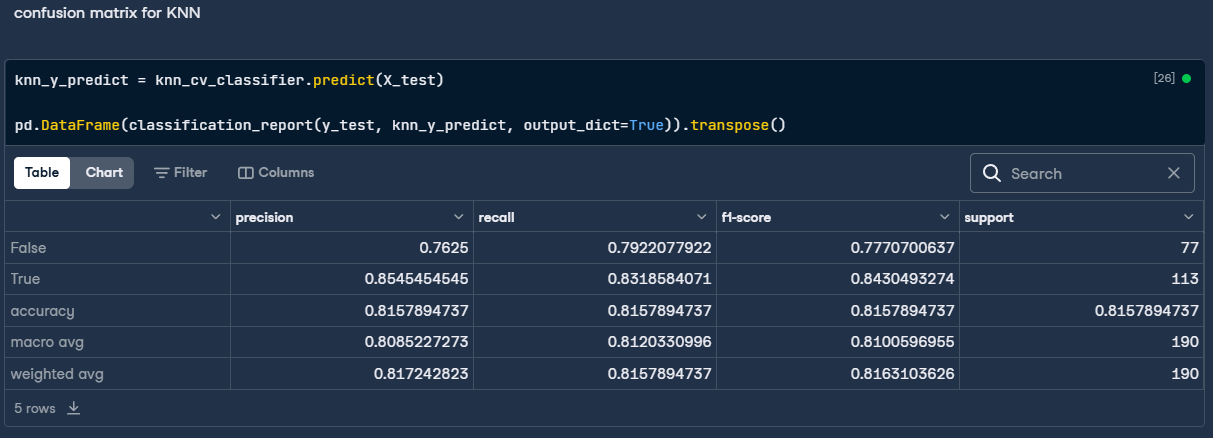 confusion matrix for KNN
knn_y_predict = knn_cv_classifier.predict(X_test)
[26]
pd.DataFrame(classification_report(y_test, knn_y_predict, output_dict=True)).transpose()
Table Chart Filter Columns Search
precision recall f1-score support
False 0.7625 0.7922077922 0.7770700637 77
True 0.8545454545 0.8318584071 0.8430493274 113
accuracy 0.8157894737 0.8157894737 0.8157894737 0.8157894737
macro avg 0.8085227273 0.8120330996 0.8100596955 190
weighted avg 0.817242823 0.8157894737 0.8163103626 190
5 rows